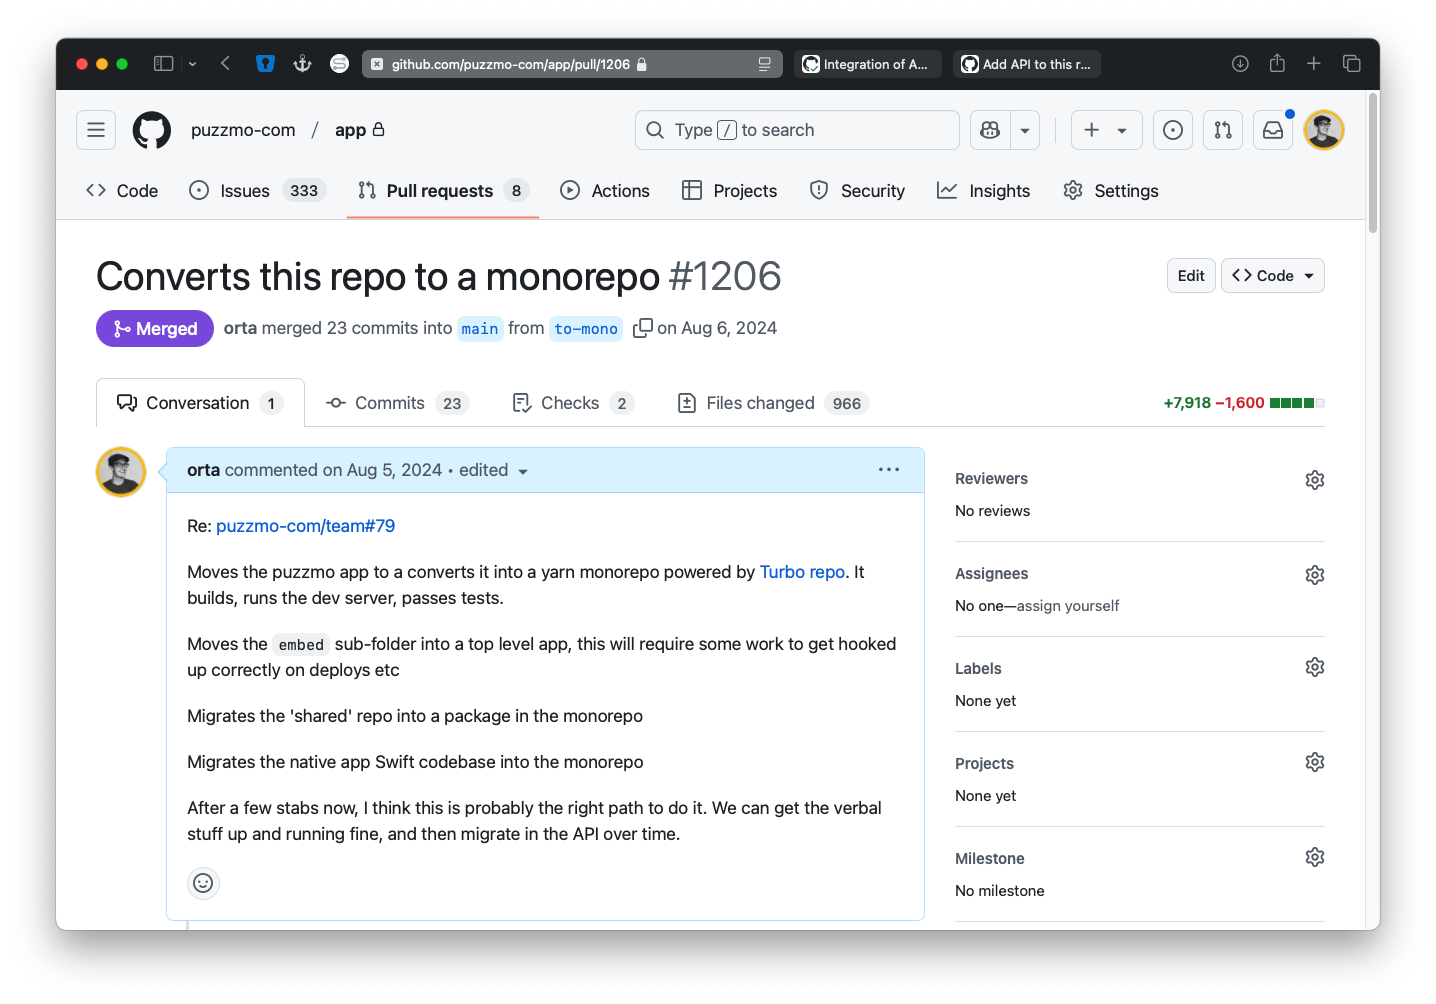 github.com/puzzmo-com/app/pull/1206
Integration of A...
Add API to this r...
puzzmo-com / app
Type / to search
Code
Issues 333
Pull requests 8
Actions
Projects
Security
Insights
Settings
Converts this repo to a monorepo #1206
Edit
Code
Merged
orta merged 23 commits into main from to-mono on Aug 6, 2024
Conversation 1
Commits 23
Checks 2
Files changed 966
+7,918 −1,600
orta commented on Aug 5, 2024 • edited
Re: puzzmo-com/team#79
Moves the puzzmo app to a converts it into a yarn monorepo powered by Turbo repo. It
builds, runs the dev server, passes tests.
Moves the embed sub-folder into a top level app, this will require some work to get hooked
up correctly on deploys etc
Migrates the 'shared' repo into a package in the monorepo
Migrates the native app Swift codebase into the monorepo
After a few stabs now, I think this is probably the right path to do it. We can get the verbal
stuff up and running fine, and then migrate in the API over time.
Reviewers
No reviews
Assignees
No one—assign yourself
Labels
None yet
Projects
None yet
Milestone
No milestone